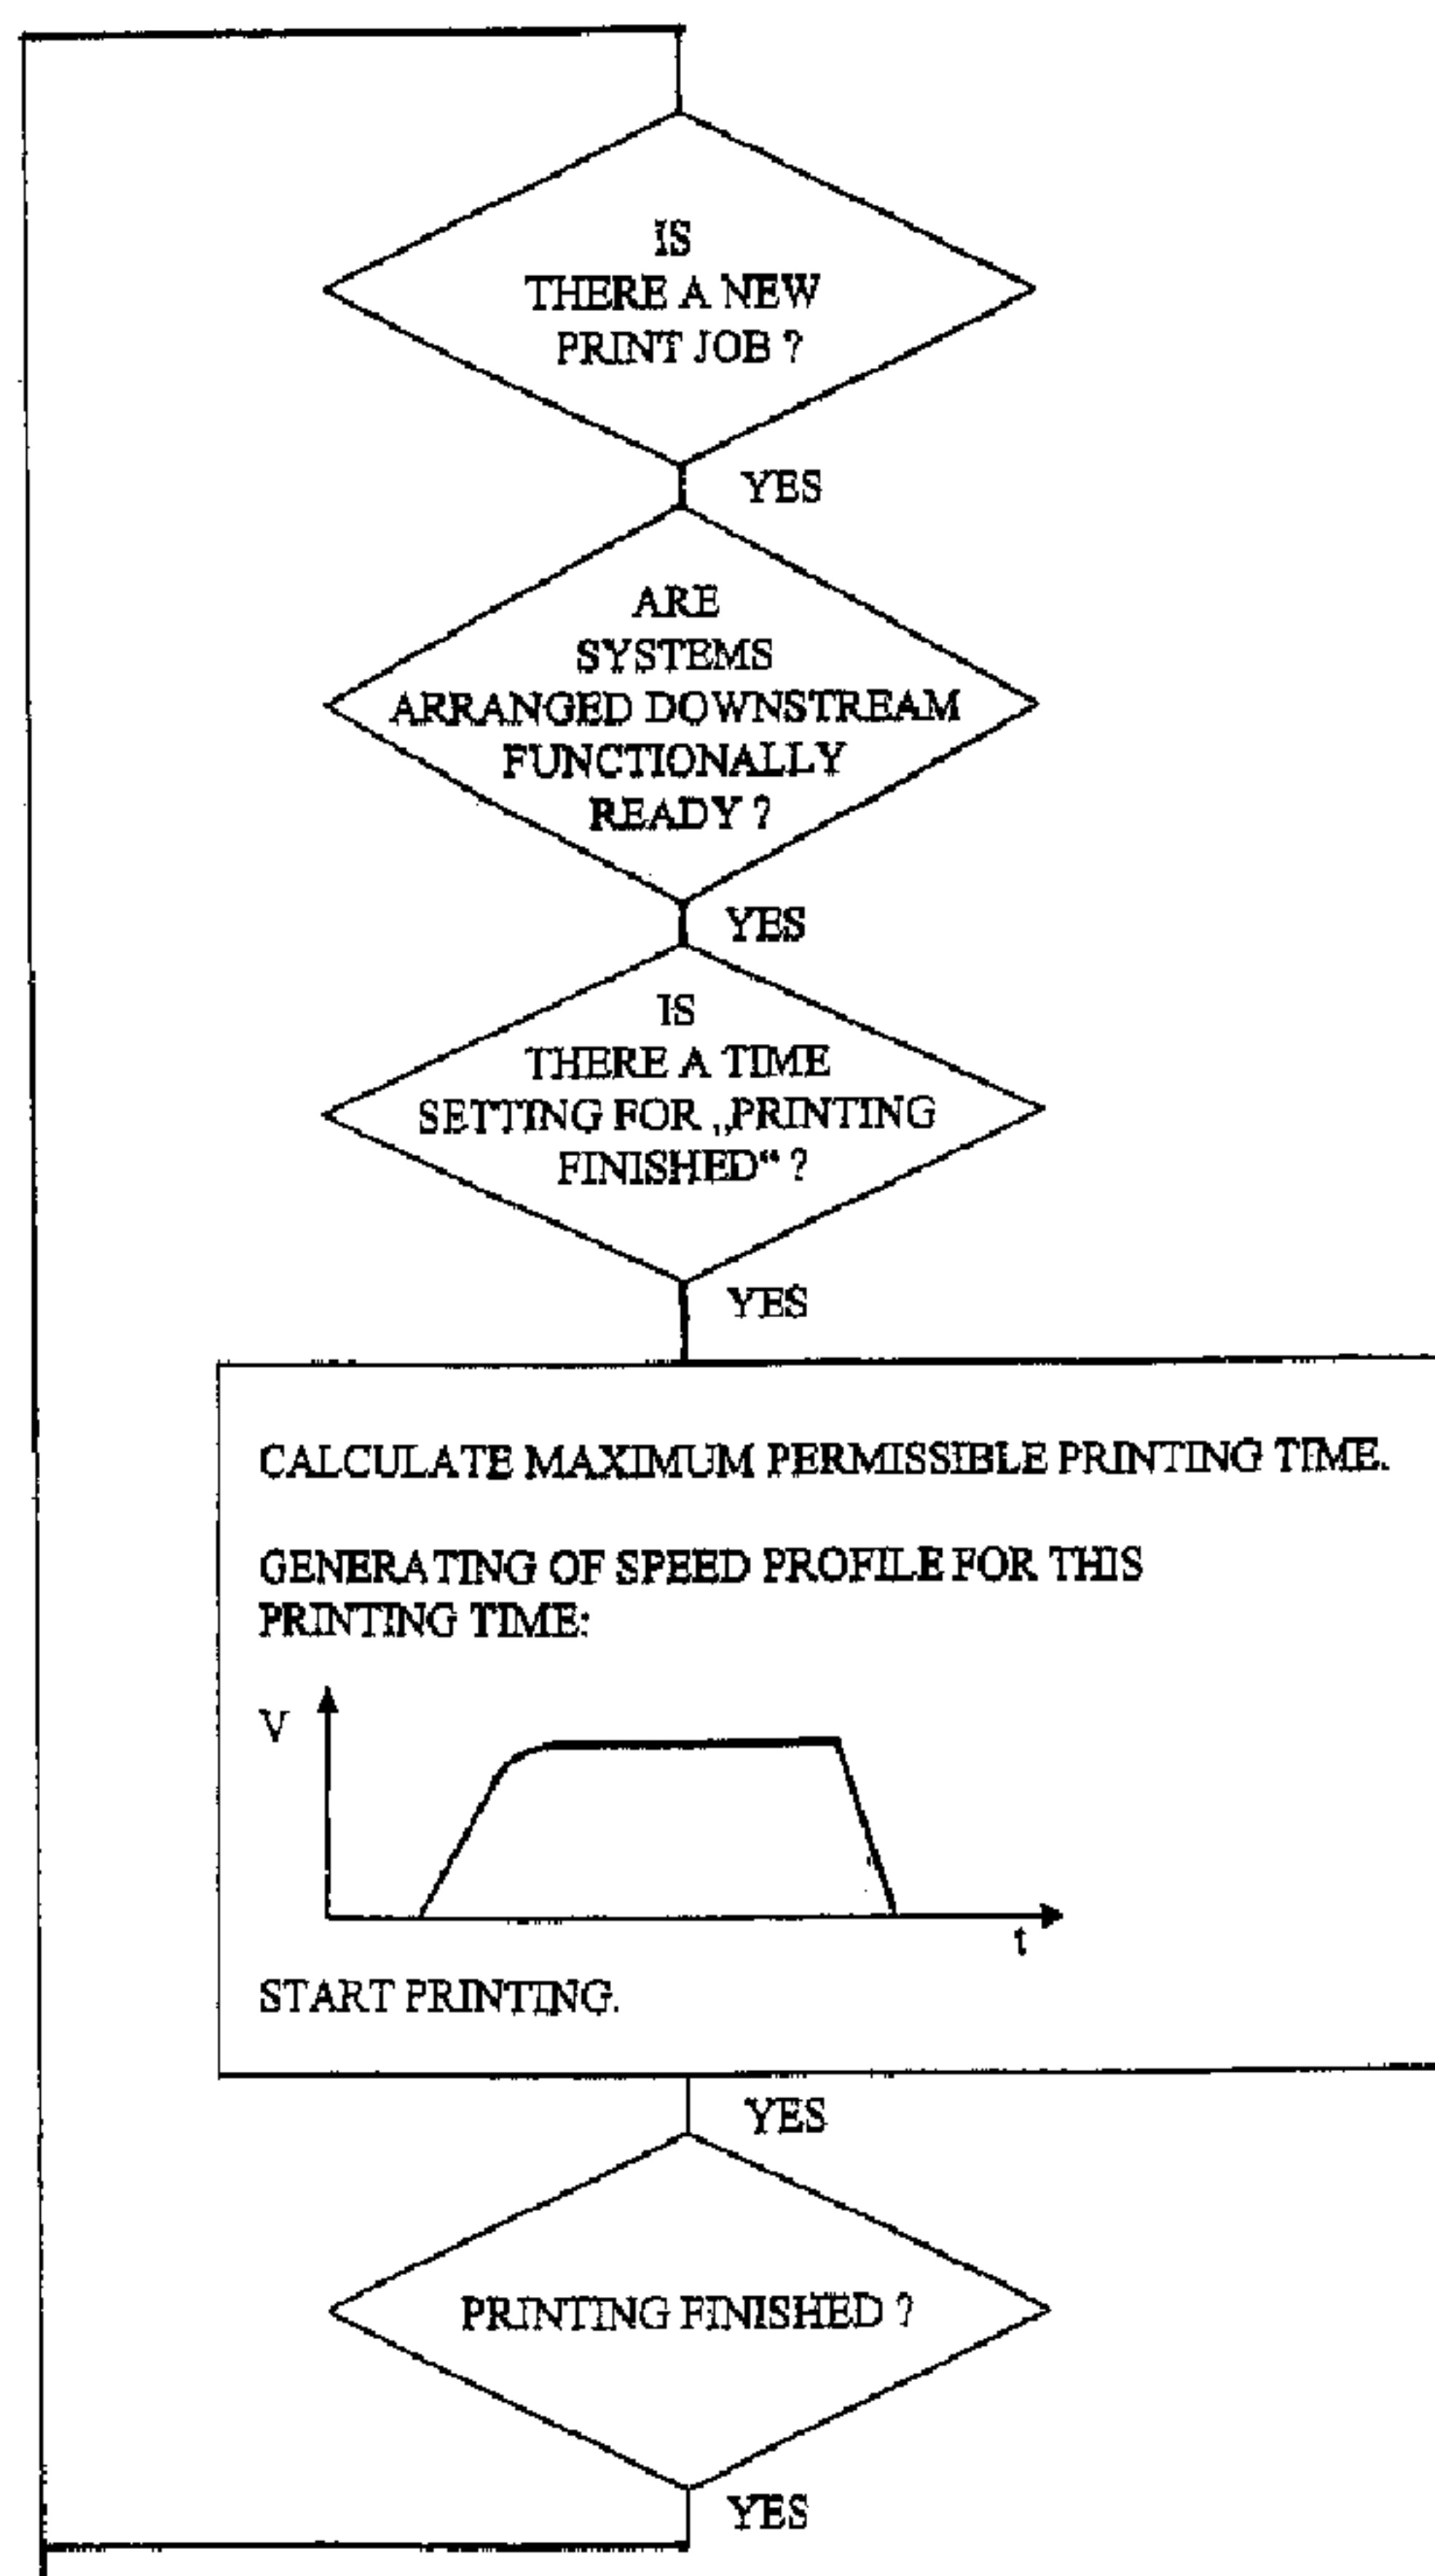 IS
THERE A NEW
PRINT JOB ?
YES
ARE
SYSTEMS
ARRANGED DOWNSTREAM
FUNCTIONALLY
READY ?
YES
IS
THERE A TIME
SETTING FOR „PRINTING
FINISHED“ ?
YES
CALCULATE MAXIMUM PERMISSIBLE PRINTING TIME.
GENERATING OF SPEED PROFILE FOR THIS
PRINTING TIME:
V
t
START PRINTING.
YES
PRINTING FINISHED ?
YES